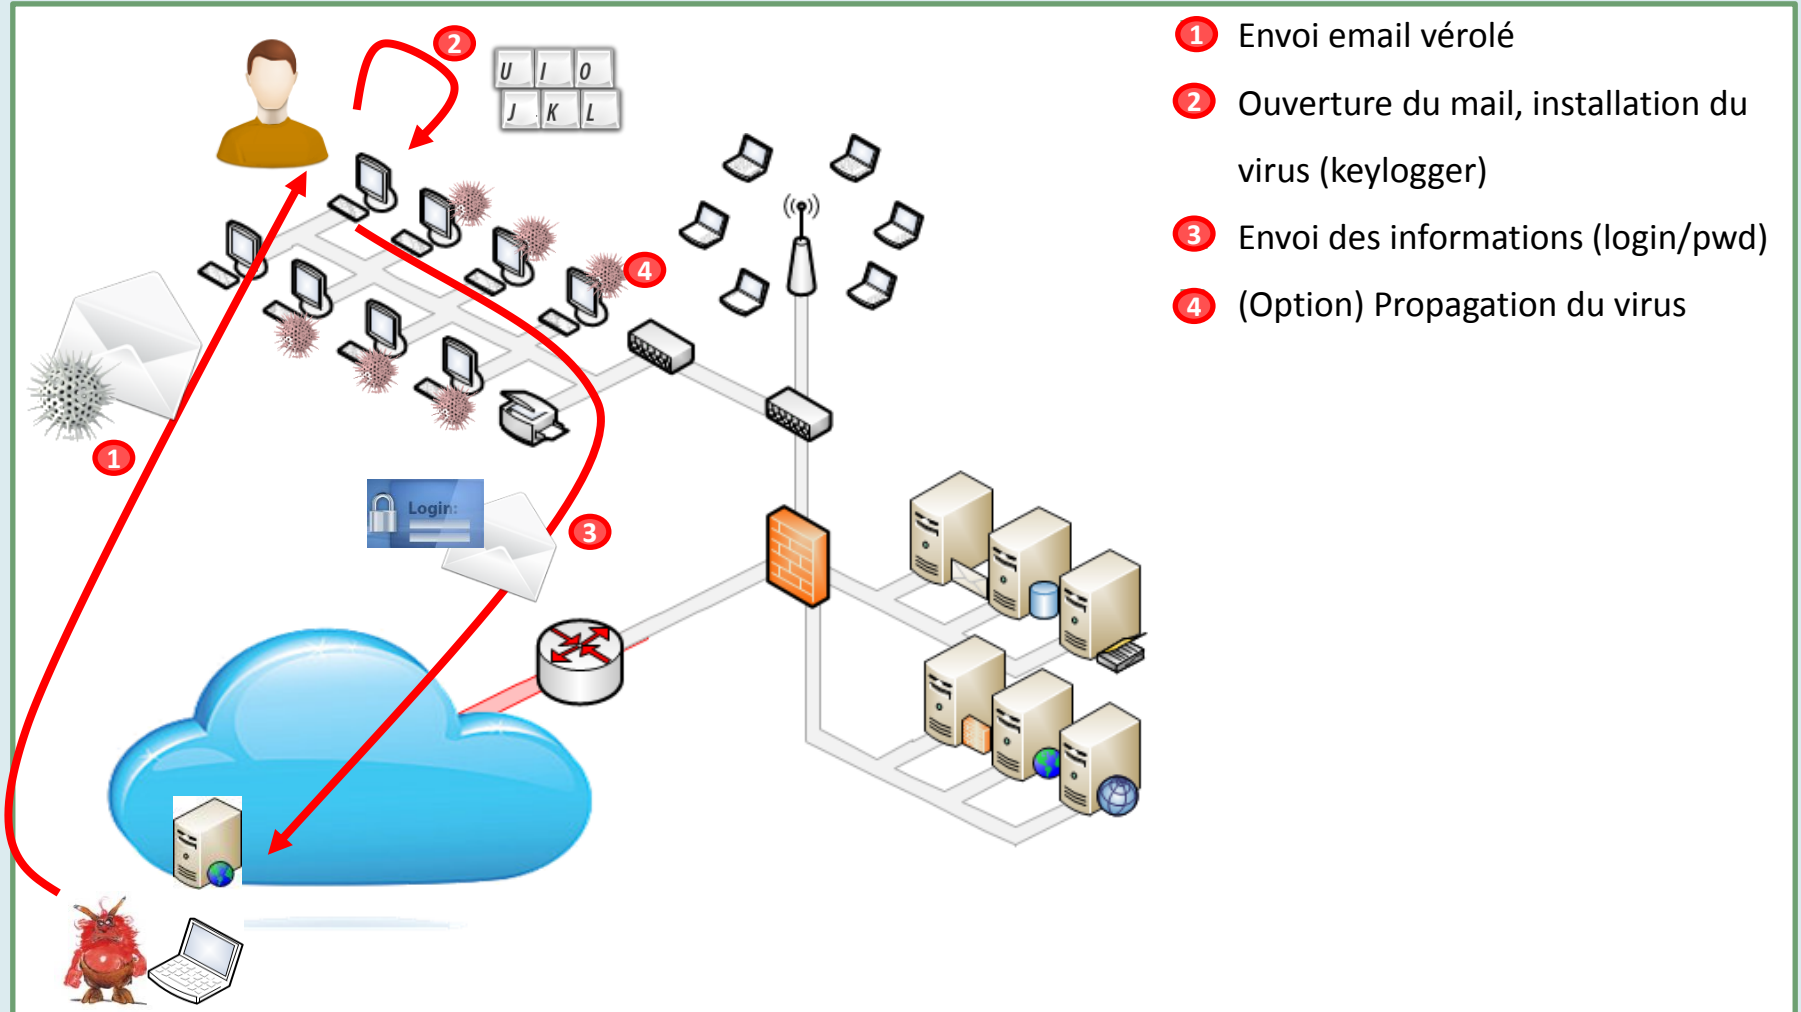 2
U I O
J K L
1 Envoi email vérolé
2 Ouverture du mail, installation du
virus (keylogger)
3 Envoi des informations (login/pwd)
4 (Option) Propagation du virus
4
1
Login:
3